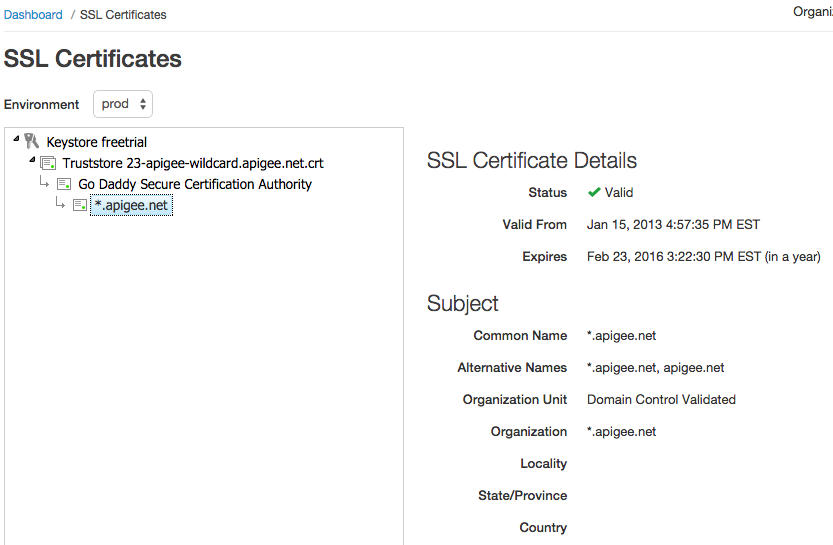 Dashboard / SSL Certificates
Organi
SSL Certificates
Environment prod
Keystore freetrial
Truststore 23-apigee-wildcard.apigee.net.crt
Go Daddy Secure Certification Authority
*.apigee.net
SSL Certificate Details
Status Valid
Valid From Jan 15, 2013 4:57:35 PM EST
Expires Feb 23, 2016 3:22:30 PM EST (in a year)
Subject
Common Name *.apigee.net
Alternative Names *.apigee.net, apigee.net
Organization Unit Domain Control Validated
Organization *.apigee.net
Locality
State/Province
Country